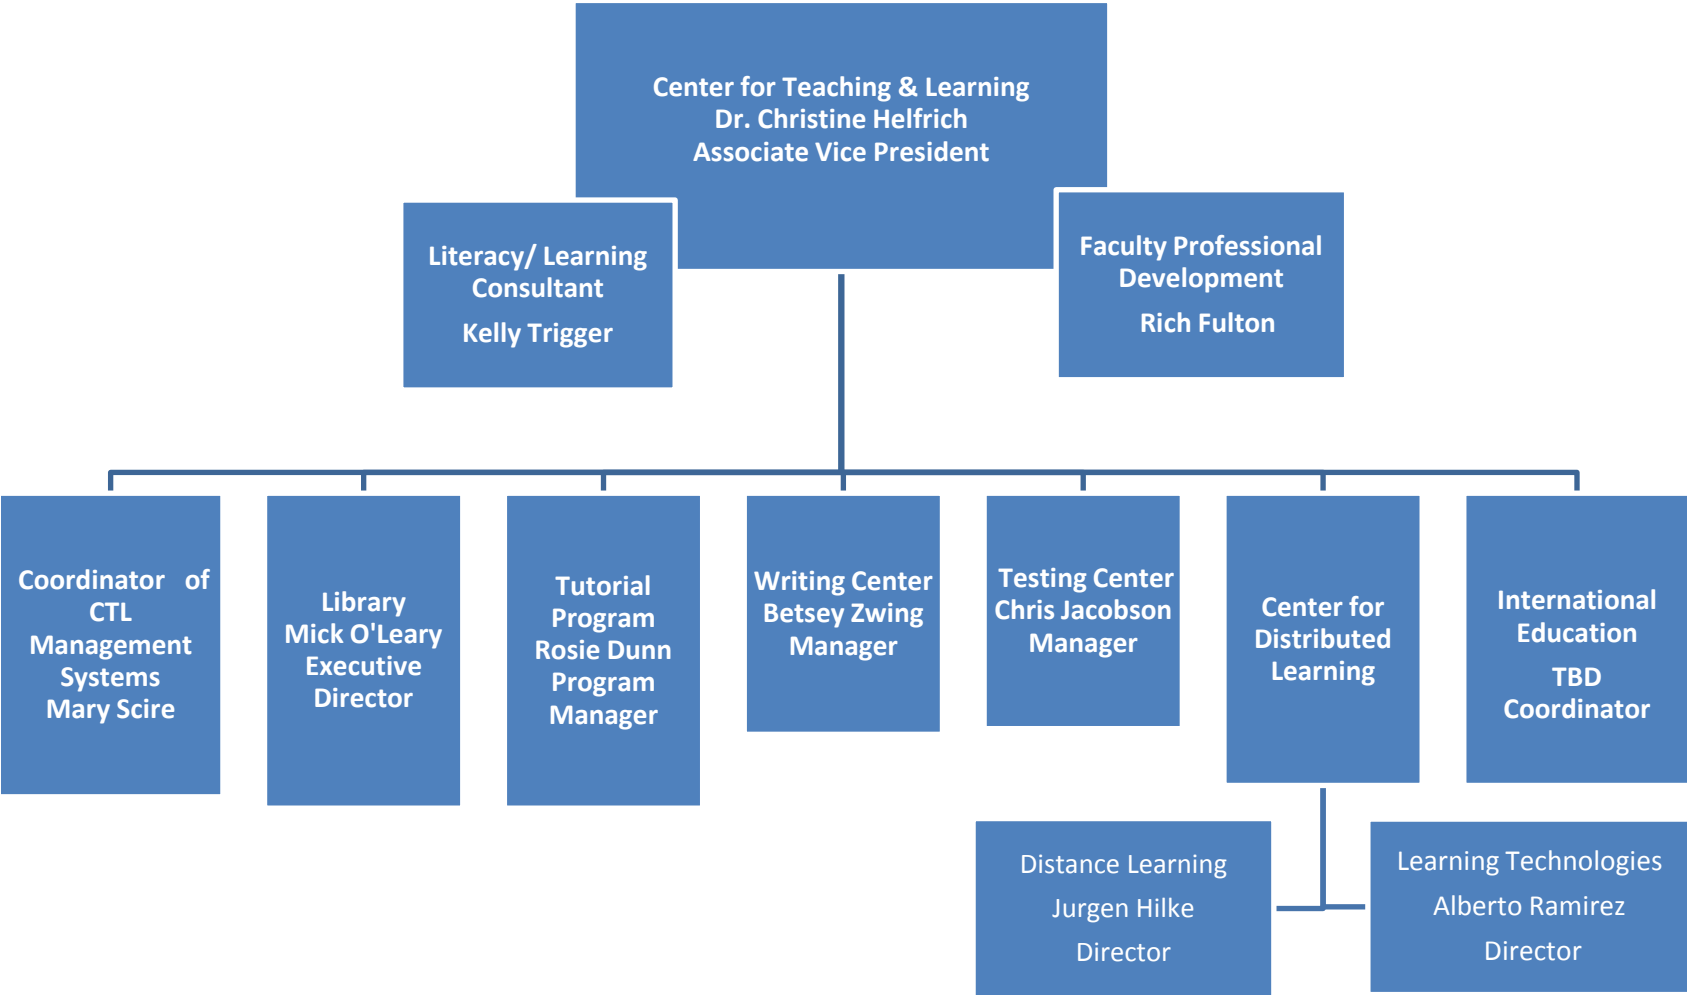 Center for Teaching & Learning
Dr. Christine Helfrich
Associate Vice President
Literacy/ Learning
Consultant
Kelly Trigger
Faculty Professional
Development
Rich Fulton
Coordinator of
CTL
Management
Systems
Mary Scire
Library
Mick O'Leary
Executive
Director
Tutorial
Program
Rosie Dunn
Program
Manager
Writing Center
Betsey Zwing
Manager
Testing Center
Chris Jacobson
Manager
Center for
Distributed
Learning
International
Education
TBD
Coordinator
Distance Learning
Jurgen Hilke
Director
Learning Technologies
Alberto Ramirez
Director